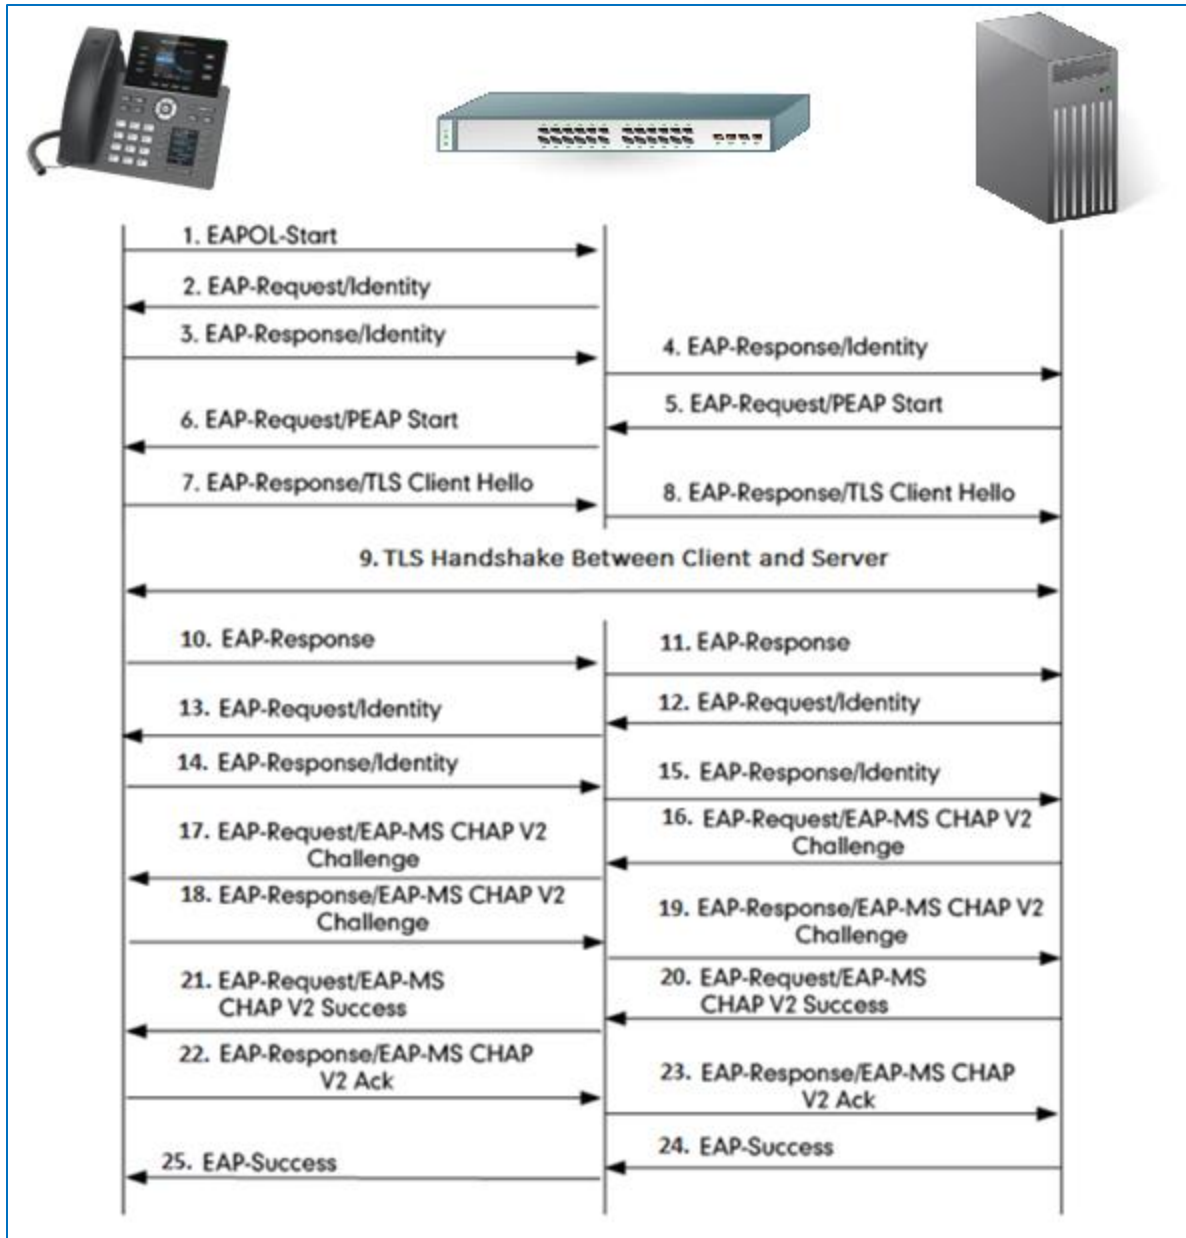 1. EAPOL-Start
2. EAP-Request/Identity
3. EAP-Response/Identity
4. EAP-Response/Identity
5. EAP-Request/PEAP Start
6. EAP-Request/PEAP Start
7. EAP-Response/TLS Client Hello
8. EAP-Response/TLS Client Hello
9. TLS Handshake Between Client and Server
10. EAP-Response
11. EAP-Response
12. EAP-Request/Identity
13. EAP-Request/Identity
14. EAP-Response/Identity
15. EAP-Response/Identity
16. EAP-Request/EAP-MS CHAP V2
Challenge
17. EAP-Request/EAP-MS CHAP V2
Challenge
18. EAP-Response/EAP-MS CHAP V2
Challenge
19. EAP-Response/EAP-MS CHAP V2
Challenge
20. EAP-Request/EAP-MS
CHAP V2 Success
21. EAP-Request/EAP-MS
CHAP V2 Success
22. EAP-Response/EAP-MS CHAP
V2 Ack
23. EAP-Response/EAP-MS CHAP
V2 Ack
24. EAP-Success
25. EAP-Success